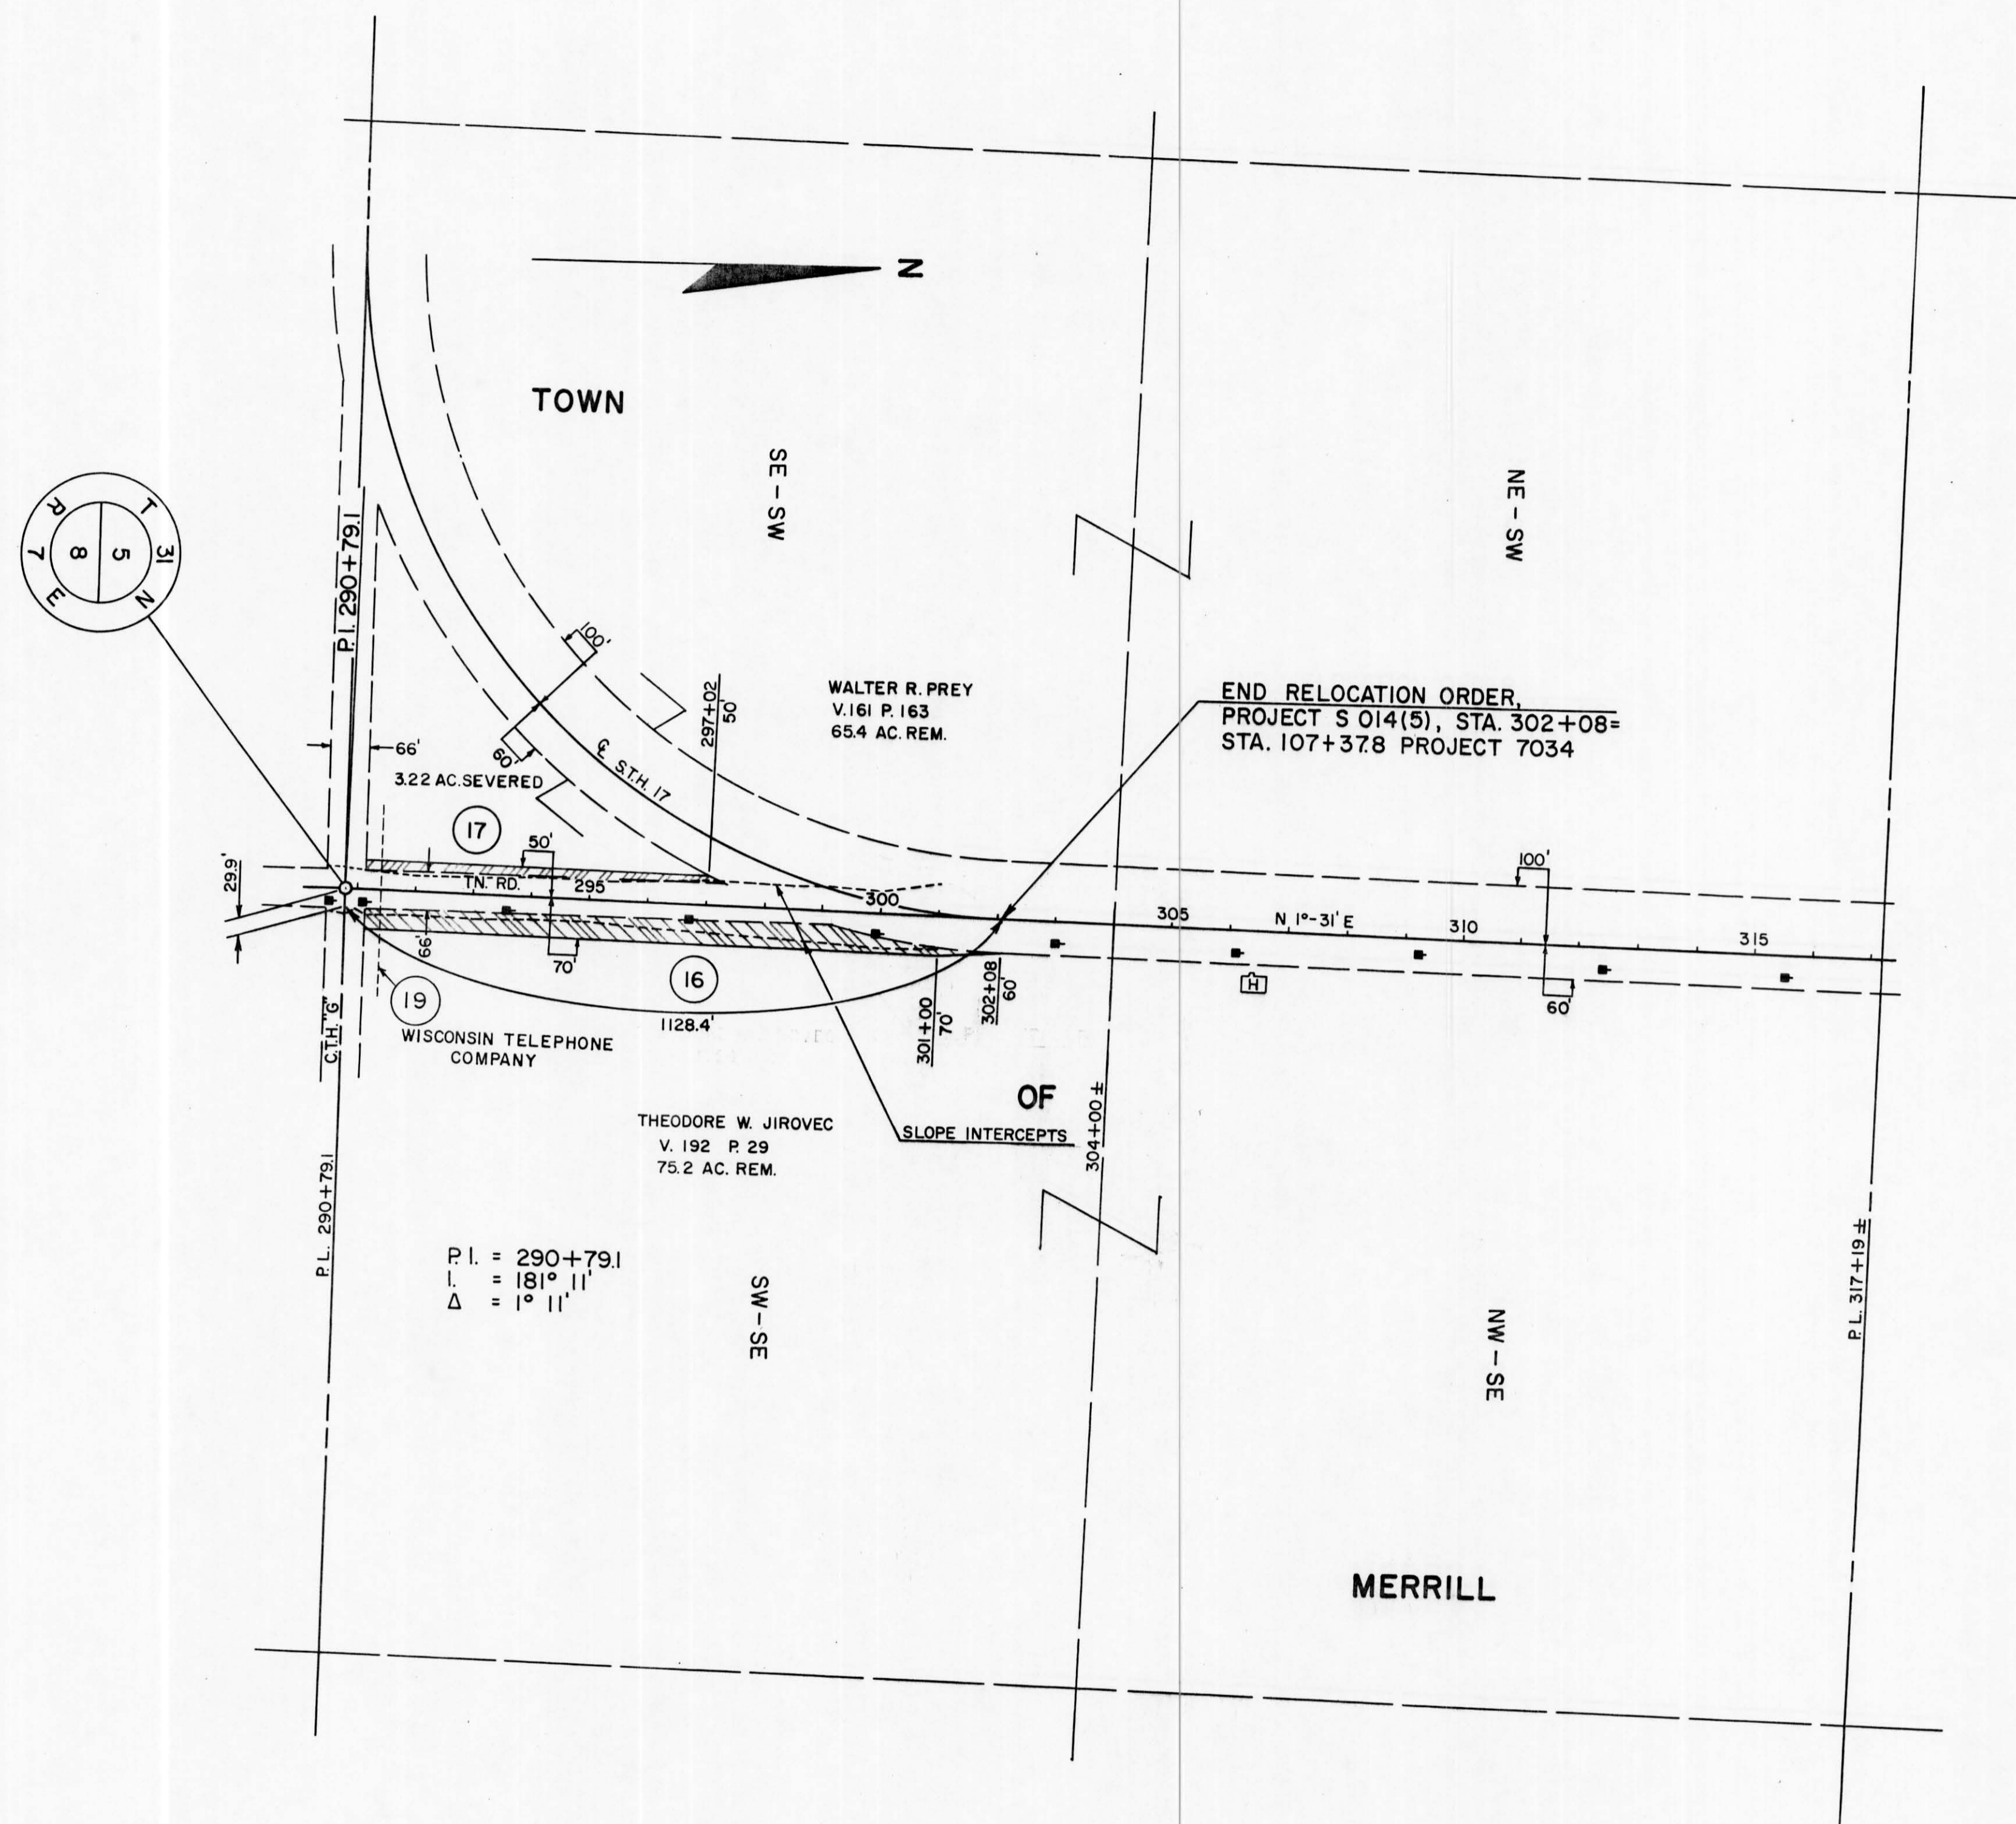 N
TOWN
SE-SW
NE-SW
T 31 N
R 7 E
5
8
P.I. 290+79.1
100'
60'
66'
3.22 AC. SEVERED
℄ S.T.H. 17
297+02
50'
WALTER R. PREY
V. 161 P. 163
65.4 AC. REM.
END RELOCATION ORDER,
PROJECT S 014(5), STA. 302+08=
STA. 107+37.8 PROJECT 7034
17
50'
100'
29.9'
TN. RD.
295
300
305
N 1°-31' E
310
315
66'
70'
16
19
H
60'
C.T.H. "G"
1128.4'
301+00
70'
302+08
60'
WISCONSIN TELEPHONE
COMPANY
OF
304+00±
THEODORE W. JIROVEC
V. 192 P. 29
75.2 AC. REM.
SLOPE INTERCEPTS
P.L. 290+79.1
P.L. 317+19±
P.I. = 290+79.1
I. = 181° 11'
Δ = 1° 11'
SW-SE
NW-SE
MERRILL